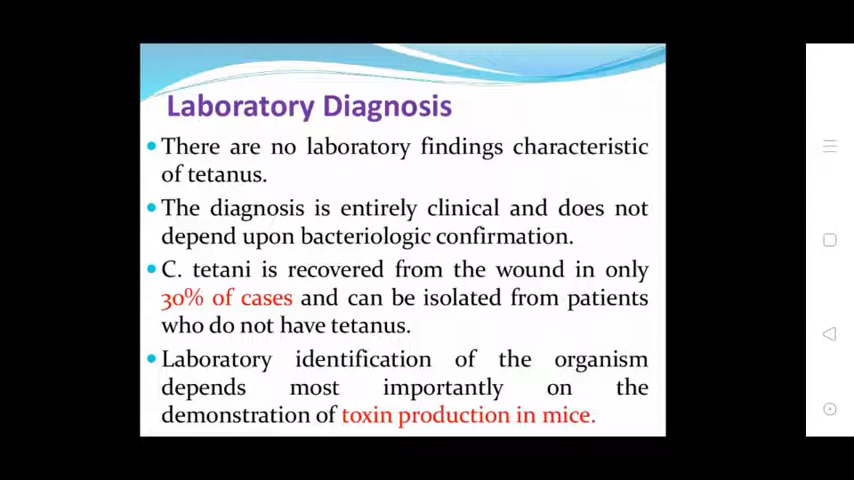 Laboratory Diagnosis
• There are no laboratory findings characteristic
of tetanus.
• The diagnosis is entirely clinical and does not
depend upon bacteriologic confirmation.
• C. tetani is recovered from the wound in only
30% of cases and can be isolated from patients
who do not have tetanus.
• Laboratory identification of the organism
depends most importantly on the
demonstration of toxin production in mice.